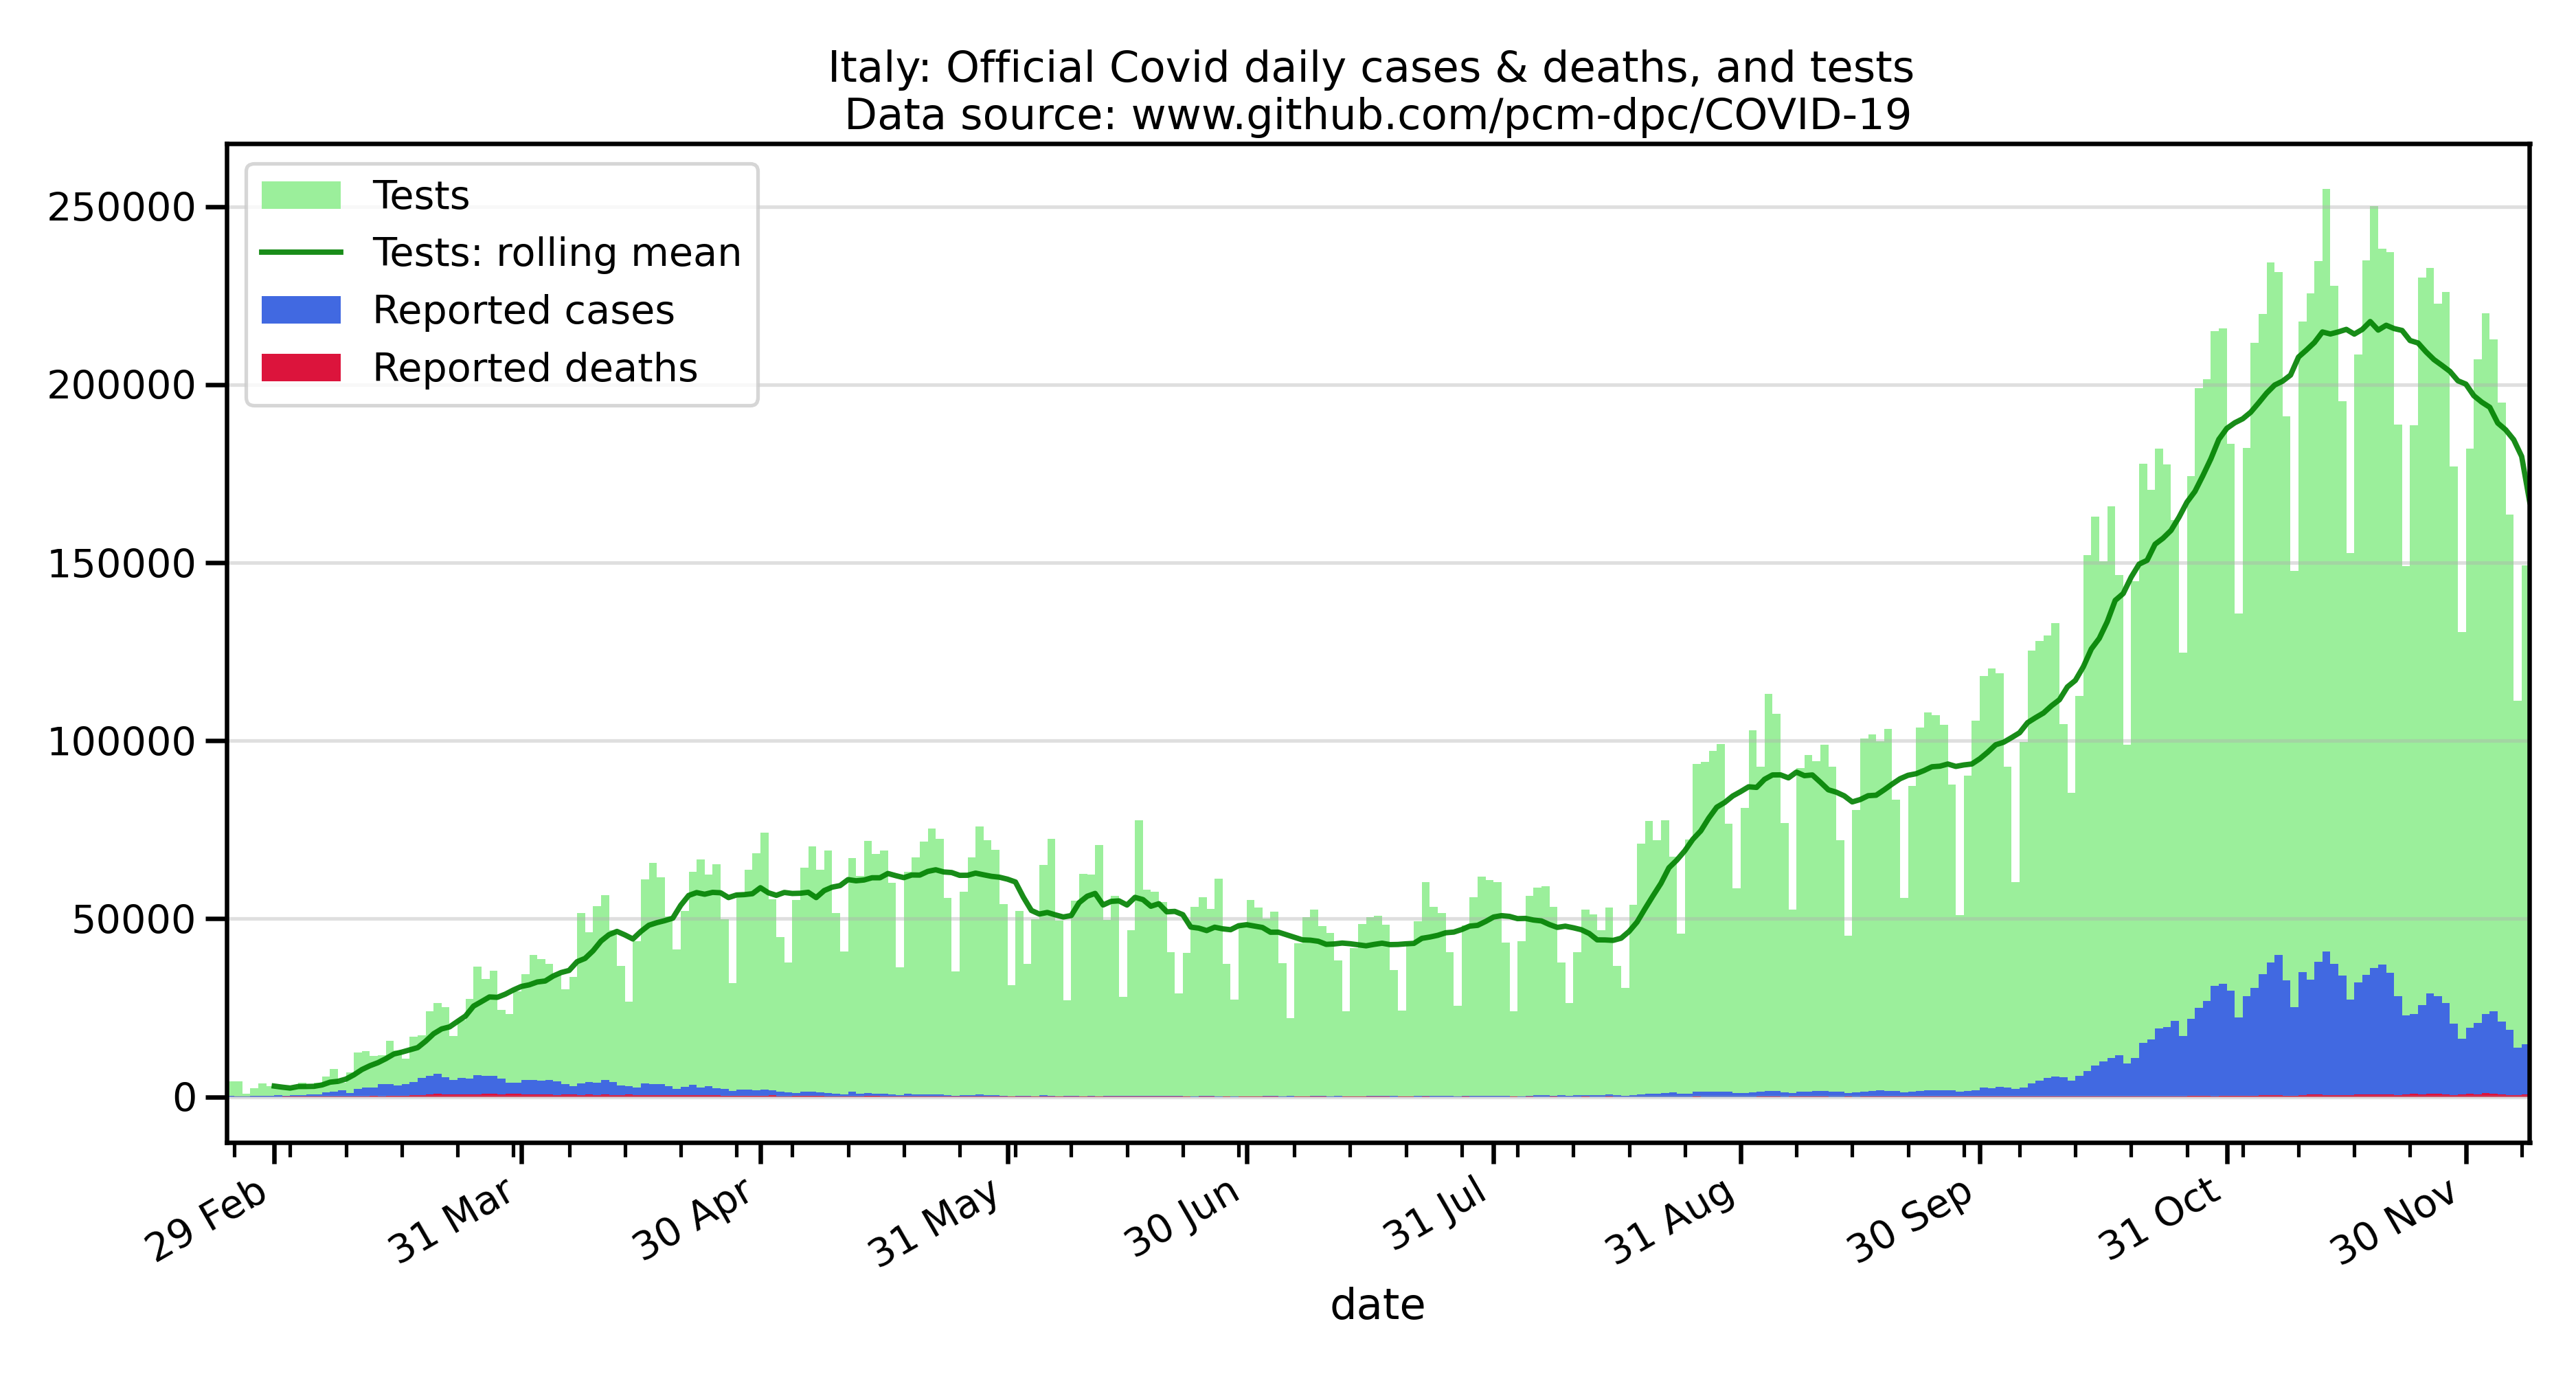 Italy: Official Covid daily cases & deaths, and tests
Data source: www.github.com/pcm-dpc/COVID-19
Tests
Tests: rolling mean
Reported cases
Reported deaths
250000
200000
150000
100000
50000
0
29 Feb
31 Mar
30 Apr
31 May
30 Jun
31 Jul
31 Aug
30 Sep
31 Oct
30 Nov
date